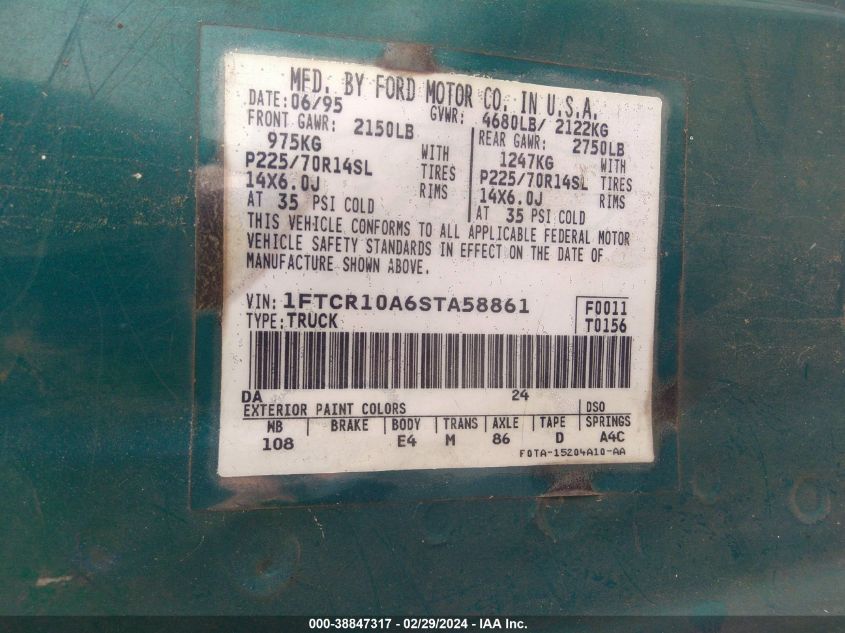 MFD. BY FORD MOTOR CO. IN U.S.A.
DATE: 06/95 GVWR: 4680LB/ 2122KG
FRONT GAWR: 2150LB REAR GAWR: 2750LB
975KG WITH 1247KG WITH
P225/70R14SL TIRES P225/70R14SL TIRES
14X6.0J RIMS 14X6.0J RIMS
AT 35 PSI COLD AT 35 PSI COLD
THIS VEHICLE CONFORMS TO ALL APPLICABLE FEDERAL MOTOR
VEHICLE SAFETY STANDARDS IN EFFECT ON THE DATE OF
MANUFACTURE SHOWN ABOVE.
VIN: 1FTCR10A6STA58861 F0011
TYPE: TRUCK T0156
DA 24
EXTERIOR PAINT COLORS DSO
WB BRAKE BODY TRANS AXLE TAPE SPRINGS
108 E4 M 86 D A4C
F0TA-15204A10-AA
000-38847317 - 02/29/2024 - IAA Inc.